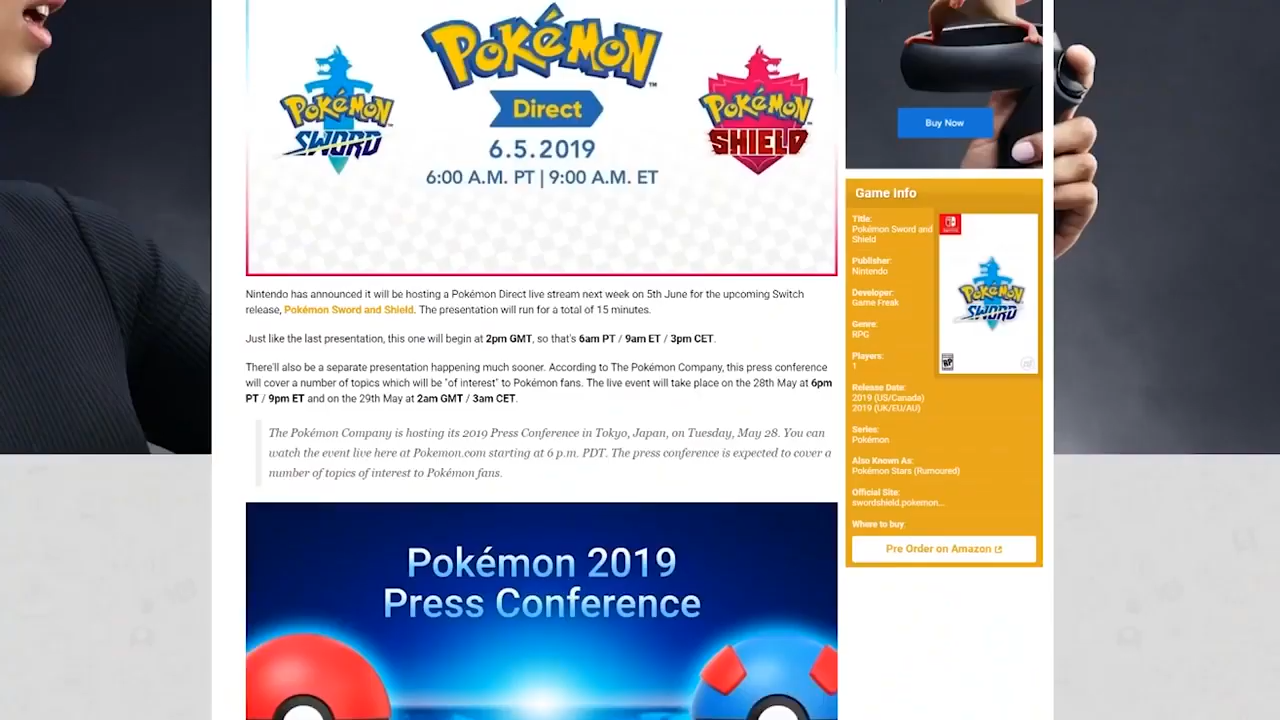 POKéMON
Direct
6.5.2019
6:00 A.M. PT | 9:00 A.M. ET
POKéMON
SWORD
POKéMON
SHIELD
Nintendo has announced it will be hosting a Pokémon Direct live stream next week on 5th June for the upcoming Switch
release, Pokémon Sword and Shield. The presentation will run for a total of 15 minutes.
Just like the last presentation, this one will begin at 2pm GMT, so that's 6am PT / 9am ET / 3pm CET.
There'll also be a separate presentation happening much sooner. According to The Pokémon Company, this press conference
will cover a number of topics which will be "of interest" to Pokémon fans. The live event will take place on the 28th May at 6pm
PT / 9pm ET and on the 29th May at 2am GMT / 3am CET.
The Pokémon Company is hosting its 2019 Press Conference in Tokyo, Japan, on Tuesday, May 28. You can
watch the event live here at Pokemon.com starting at 6 p.m. PDT. The press conference is expected to cover a
number of topics of interest to Pokémon fans.
Pokémon 2019
Press Conference
Buy Now
Game Info
Title:
Pokémon Sword and
Shield
Publisher:
Nintendo
Developer:
Game Freak
Genre:
RPG
Players:
1
Release Date:
2019 (US/Canada)
2019 (UK/EU/AU)
Series:
Pokémon
Also Known As:
Pokémon Stars (Rumoured)
Official Site:
swordshield.pokemon...
Where to buy:
Pre Order on Amazon
POKéMON
SWORD